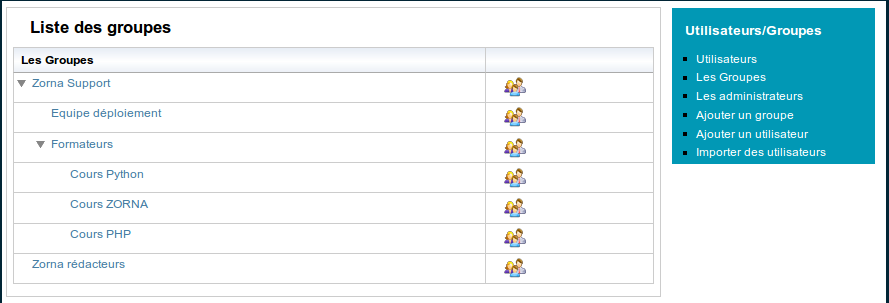 Liste des groupes
Les Groupes
Zorna Support
Equipe déploiement
Formateurs
Cours Python
Cours ZORNA
Cours PHP
Zorna rédacteurs
Utilisateurs/Groupes
Utilisateurs
Les Groupes
Les administrateurs
Ajouter un groupe
Ajouter un utilisateur
Importer des utilisateurs